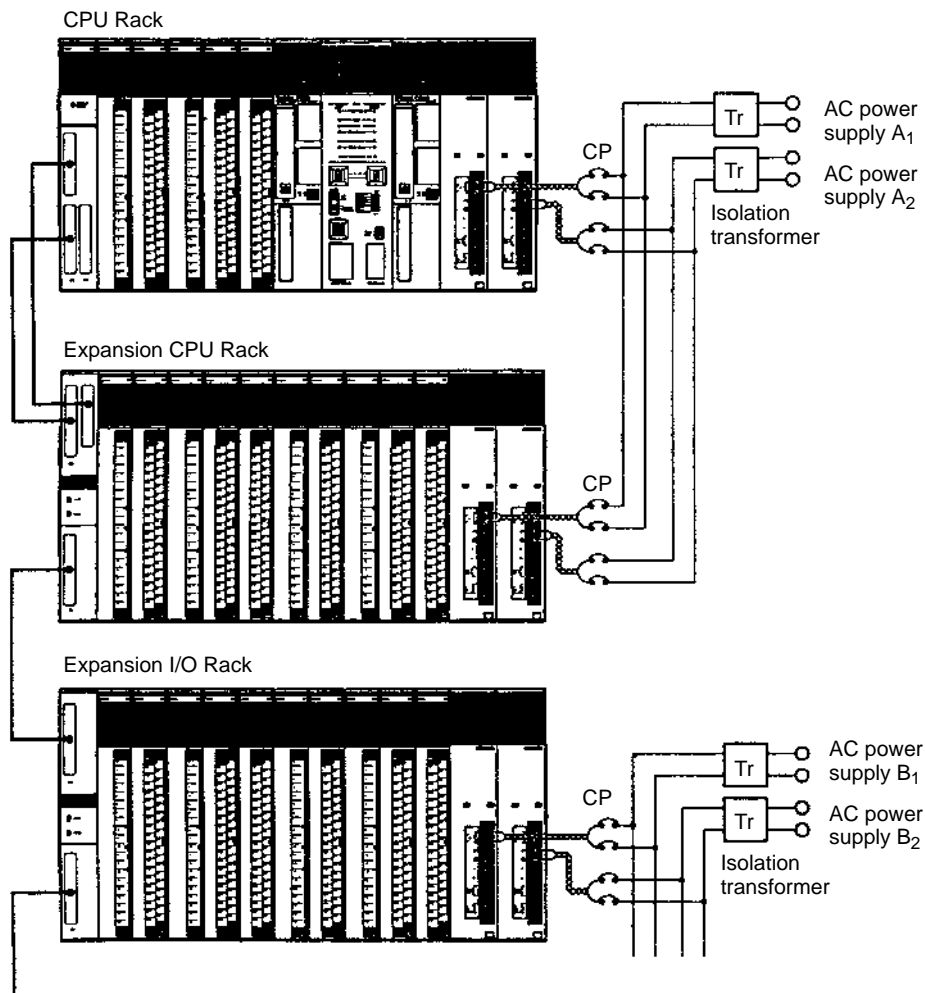 CPU Rack
CP
Tr
AC power
supply A₁
Tr
AC power
supply A₂
Isolation
transformer
Expansion CPU Rack
CP
Expansion I/O Rack
CP
Tr
AC power
supply B₁
Tr
AC power
supply B₂
Isolation
transformer